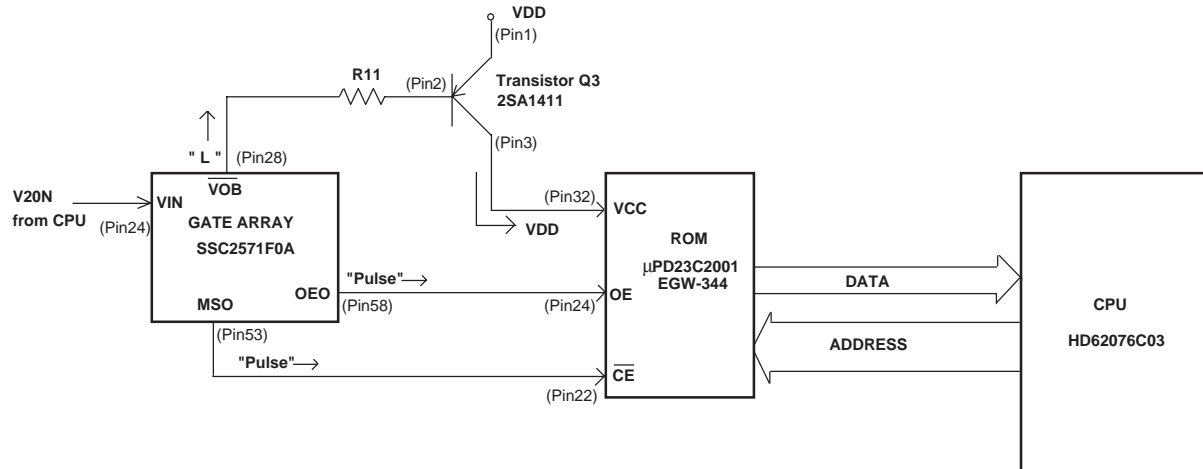 VDD
(Pin1)
R11
(Pin2)
Transistor Q3
2SA1411
(Pin3)
" L "
(Pin28)
V20N
from CPU
(Pin24)
VIN
VOB
GATE ARRAY
SSC2571F0A
OEO
MSO
(Pin58)
(Pin53)
"Pulse"
"Pulse"
VDD
(Pin32)
(Pin24)
(Pin22)
VCC
ROM
µPD23C2001
EGW-344
OE
CE
DATA
ADDRESS
CPU
HD62076C03